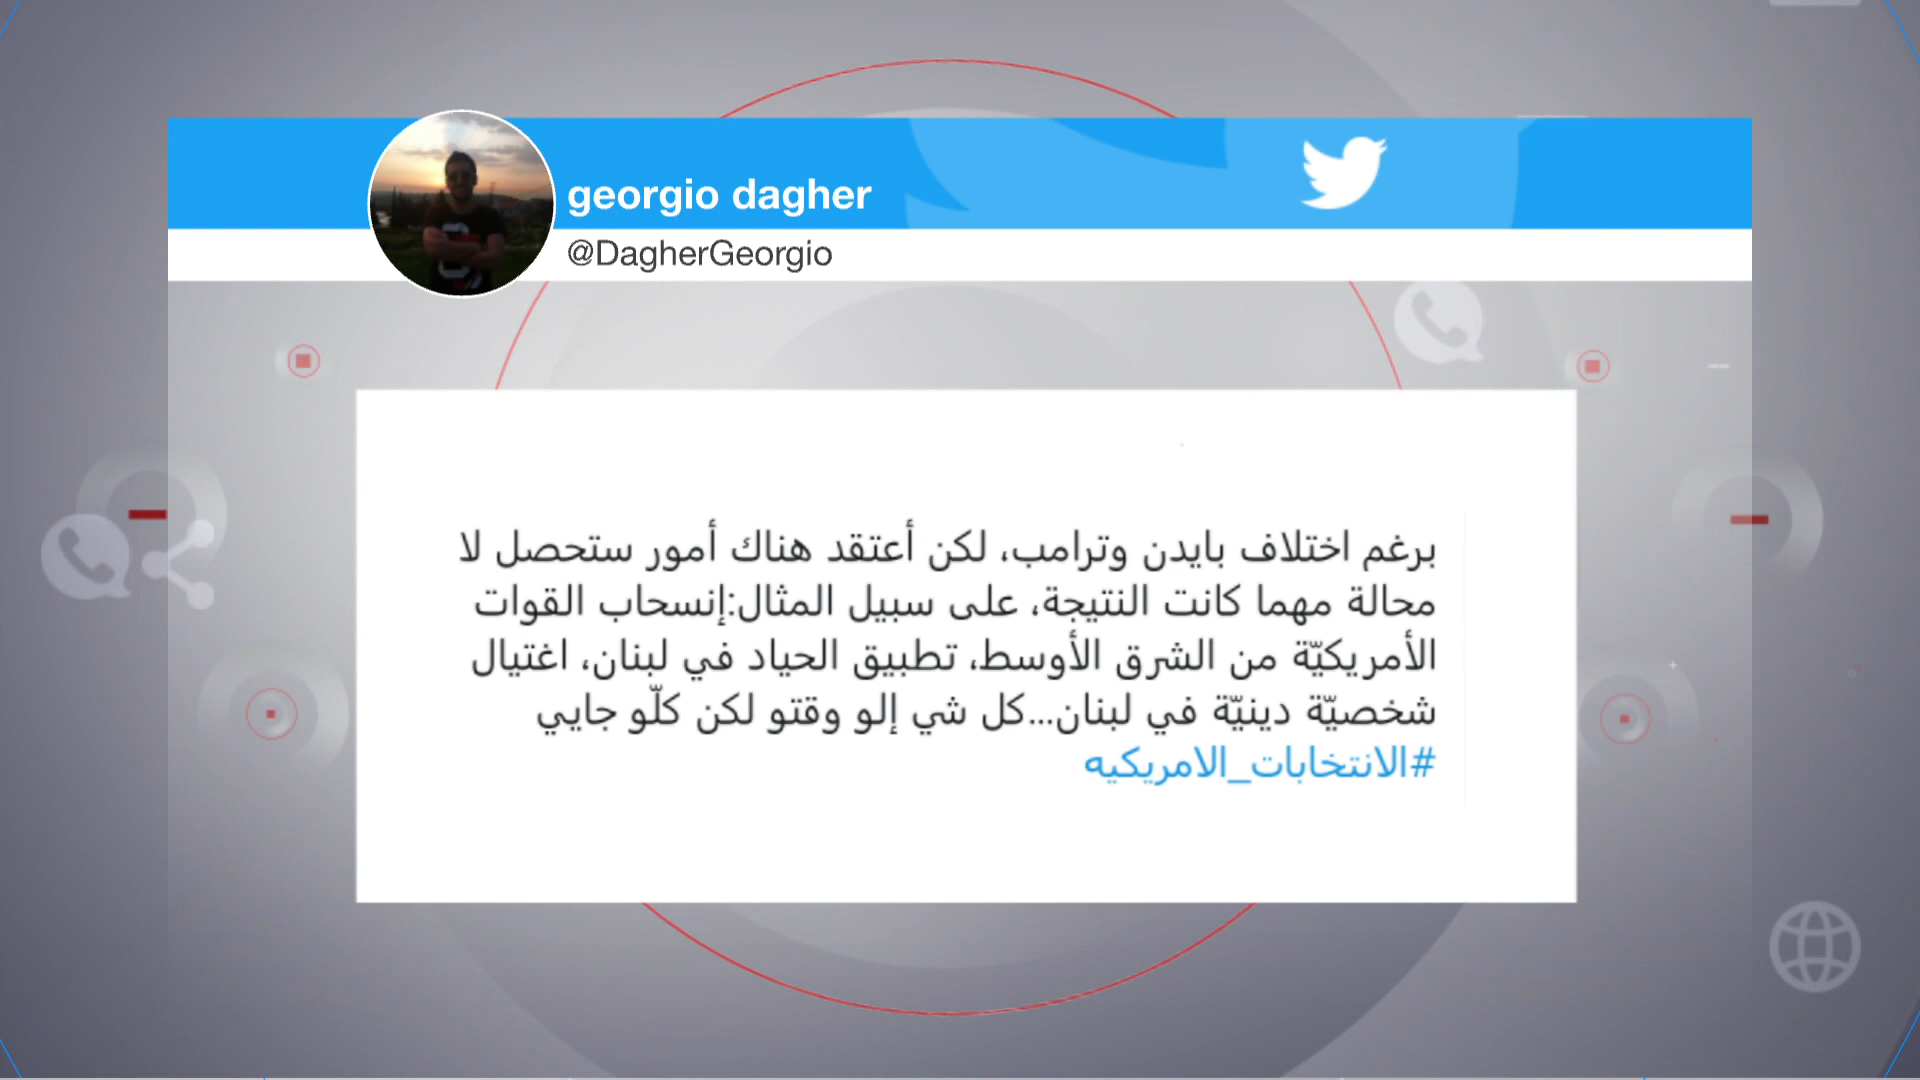 georgio dagher
@DagherGeorgio
برغم اختلاف بايدن وترامب، لكن أعتقد هناك أمور ستحصل لا
محالة مهما كانت النتيجة، على سبيل المثال:إنسحاب القوات
الأمريكيّة من الشرق الأوسط، تطبيق الحياد في لبنان، اغتيال
شخصيّة دينيّة في لبنان...كل شي إلو وقتو لكن كلّو جايي
#الانتخابات_الامريكيه